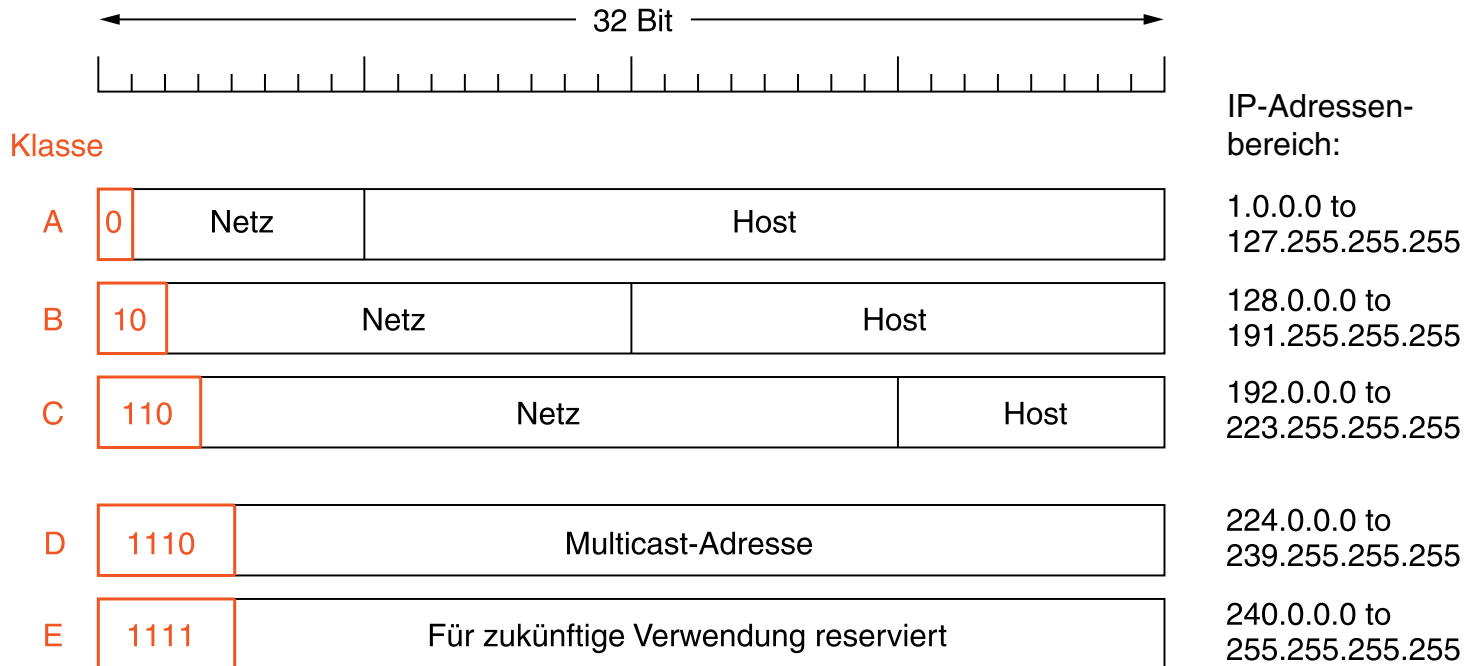 32 Bit
IP-Adressen-
bereich:
Klasse
A 0 Netz Host 1.0.0.0 to
127.255.255.255
B 10 Netz Host 128.0.0.0 to
191.255.255.255
C 110 Netz Host 192.0.0.0 to
223.255.255.255
D 1110 Multicast-Adresse 224.0.0.0 to
239.255.255.255
E 1111 Für zukünftige Verwendung reserviert 240.0.0.0 to
255.255.255.255